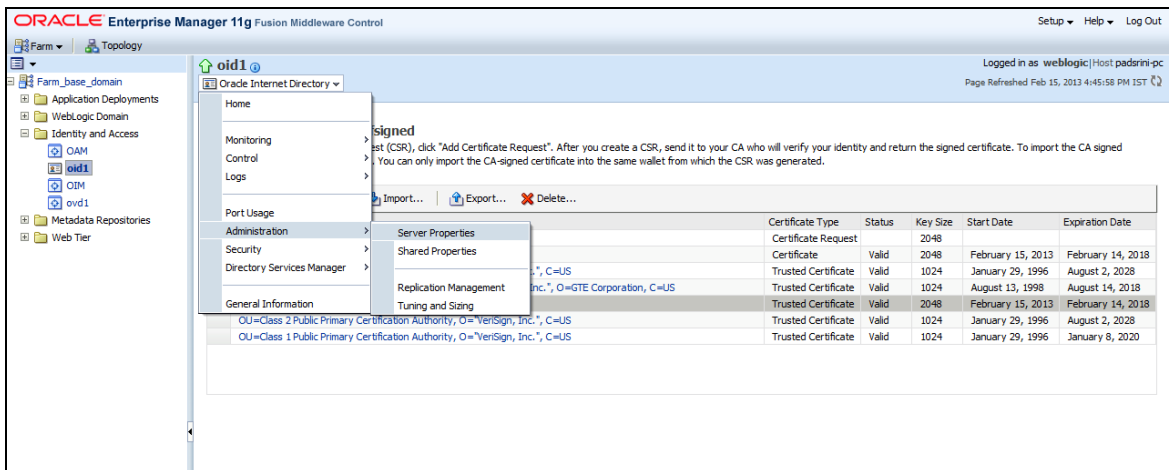 ORACLE Enterprise Manager 11g Fusion Middleware Control
Setup Help Log Out
Farm Topology
Farm_base_domain
Application Deployments
WebLogic Domain
Identity and Access
OAM
oid1
OIM
ovd1
Metadata Repositories
Web Tier
oid1
Logged in as weblogic|Host padsrini-pc
Oracle Internet Directory
Page Refreshed Feb 15, 2013 4:45:58 PM IST
Home
Monitoring
Control
Logs
Port Usage
Administration
Security
Directory Services Manager
General Information
Server Properties
Shared Properties
Replication Management
Tuning and Sizing
fsigned
est (CSR), click "Add Certificate Request". After you create a CSR, send it to your CA who will verify your identity and return the signed certificate. To import the CA signed
. You can only import the CA-signed certificate into the same wallet from which the CSR was generated.
Import... Export... Delete...
Certificate Type Status Key Size Start Date Expiration Date
Certificate Request 2048
Certificate Valid 2048 February 15, 2013 February 14, 2018
.", C=US Trusted Certificate Valid 1024 January 29, 1996 August 2, 2028
Inc.", O=GTE Corporation, C=US Trusted Certificate Valid 1024 August 13, 1998 August 14, 2018
Trusted Certificate Valid 2048 February 15, 2013 February 14, 2018
OU=Class 2 Public Primary Certification Authority, O="VeriSign, Inc.", C=US Trusted Certificate Valid 1024 January 29, 1996 August 2, 2028
OU=Class 1 Public Primary Certification Authority, O="VeriSign, Inc.", C=US Trusted Certificate Valid 1024 January 29, 1996 January 8, 2020